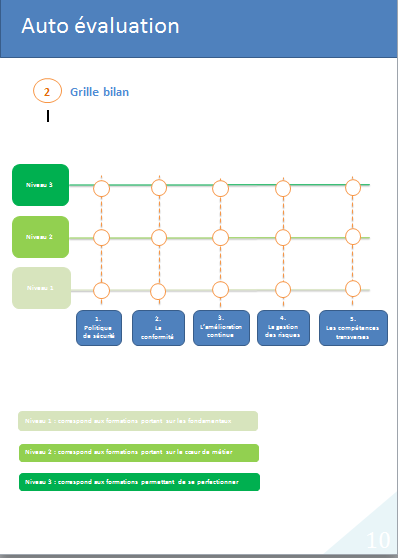 Auto évaluation
2
Grille bilan
Niveau 3
Niveau 2
Niveau 1
1.
Politique
de sécurité
2.
La
conformité
3.
L'amélioration
continue
4.
La gestion
des risques
5.
Les compétences
transverses
Niveau 1 : correspond aux formations portant sur les fondamentaux
Niveau 2 : correspond aux formations portant sur le cœur de métier
Niveau 3 : correspond aux formations permettant de se perfectionner
10